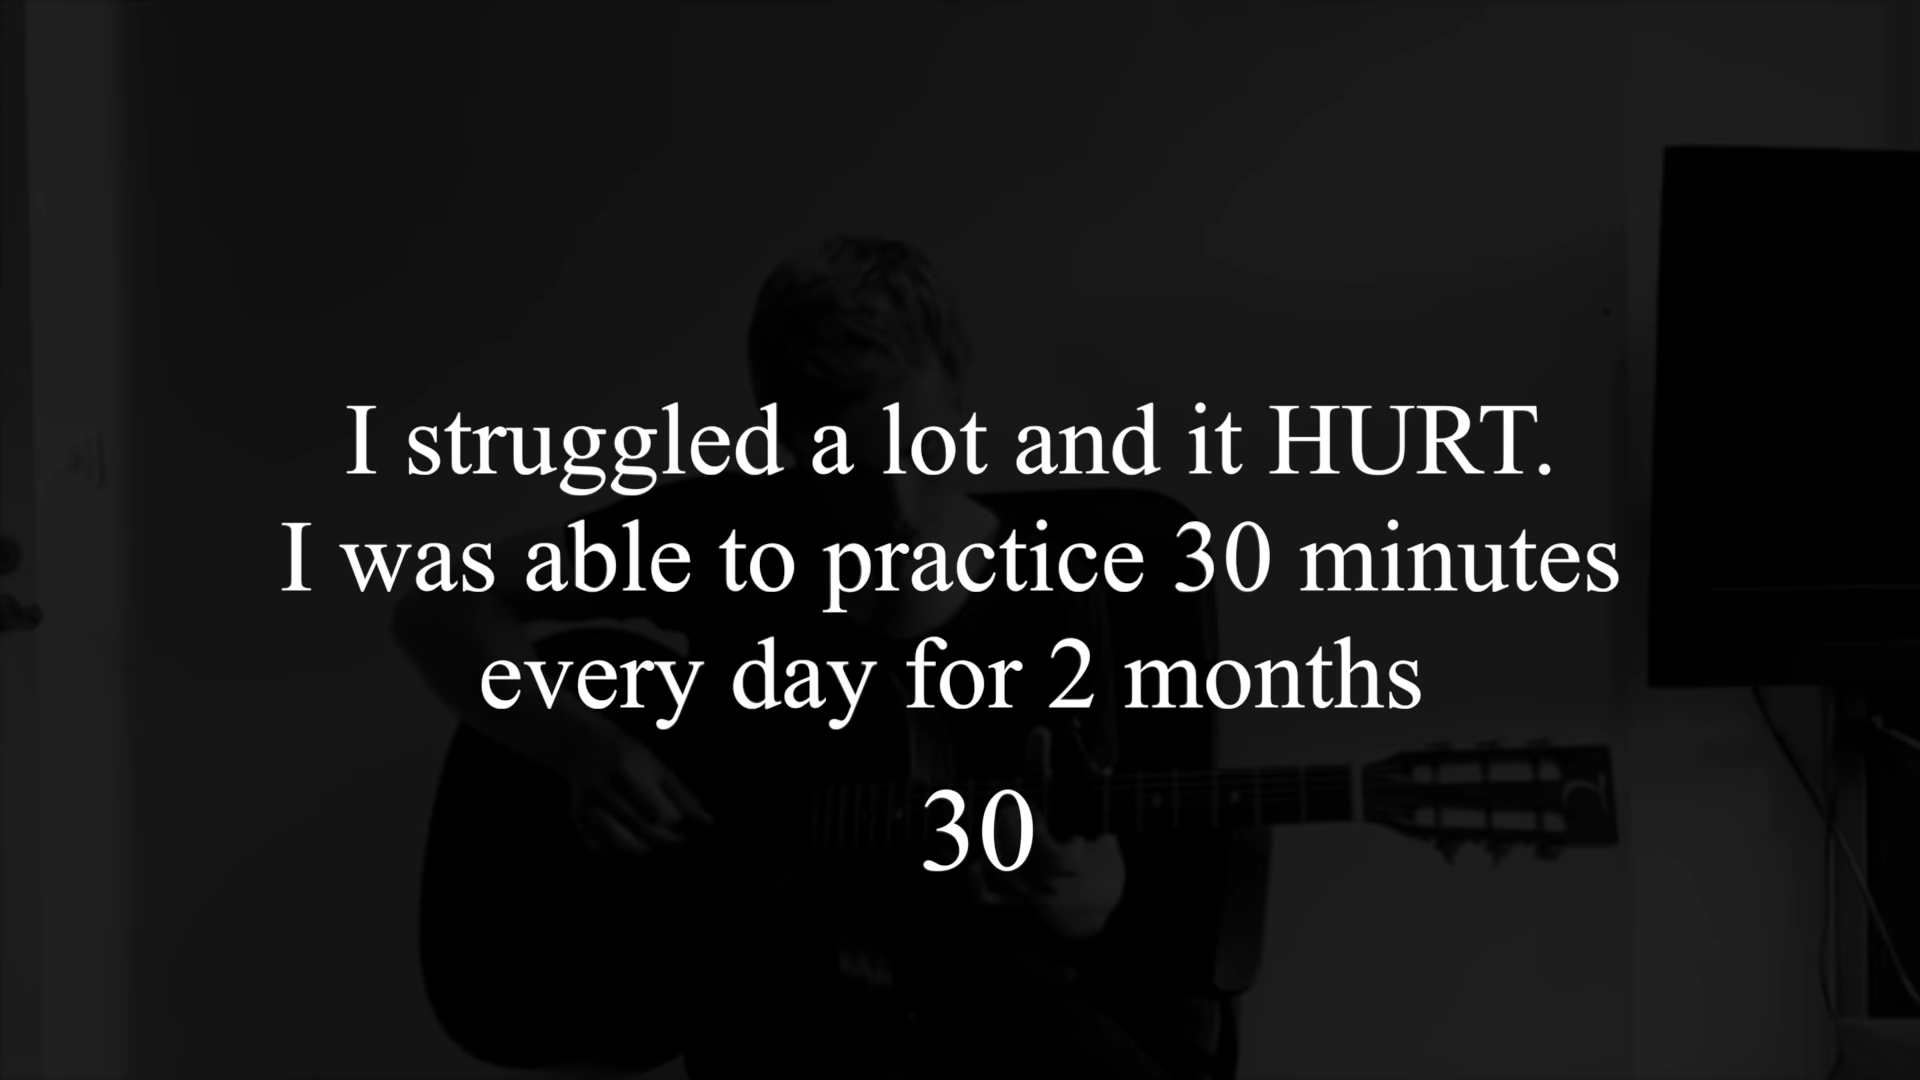 I struggled a lot and it HURT.
I was able to practice 30 minutes
every day for 2 months
30